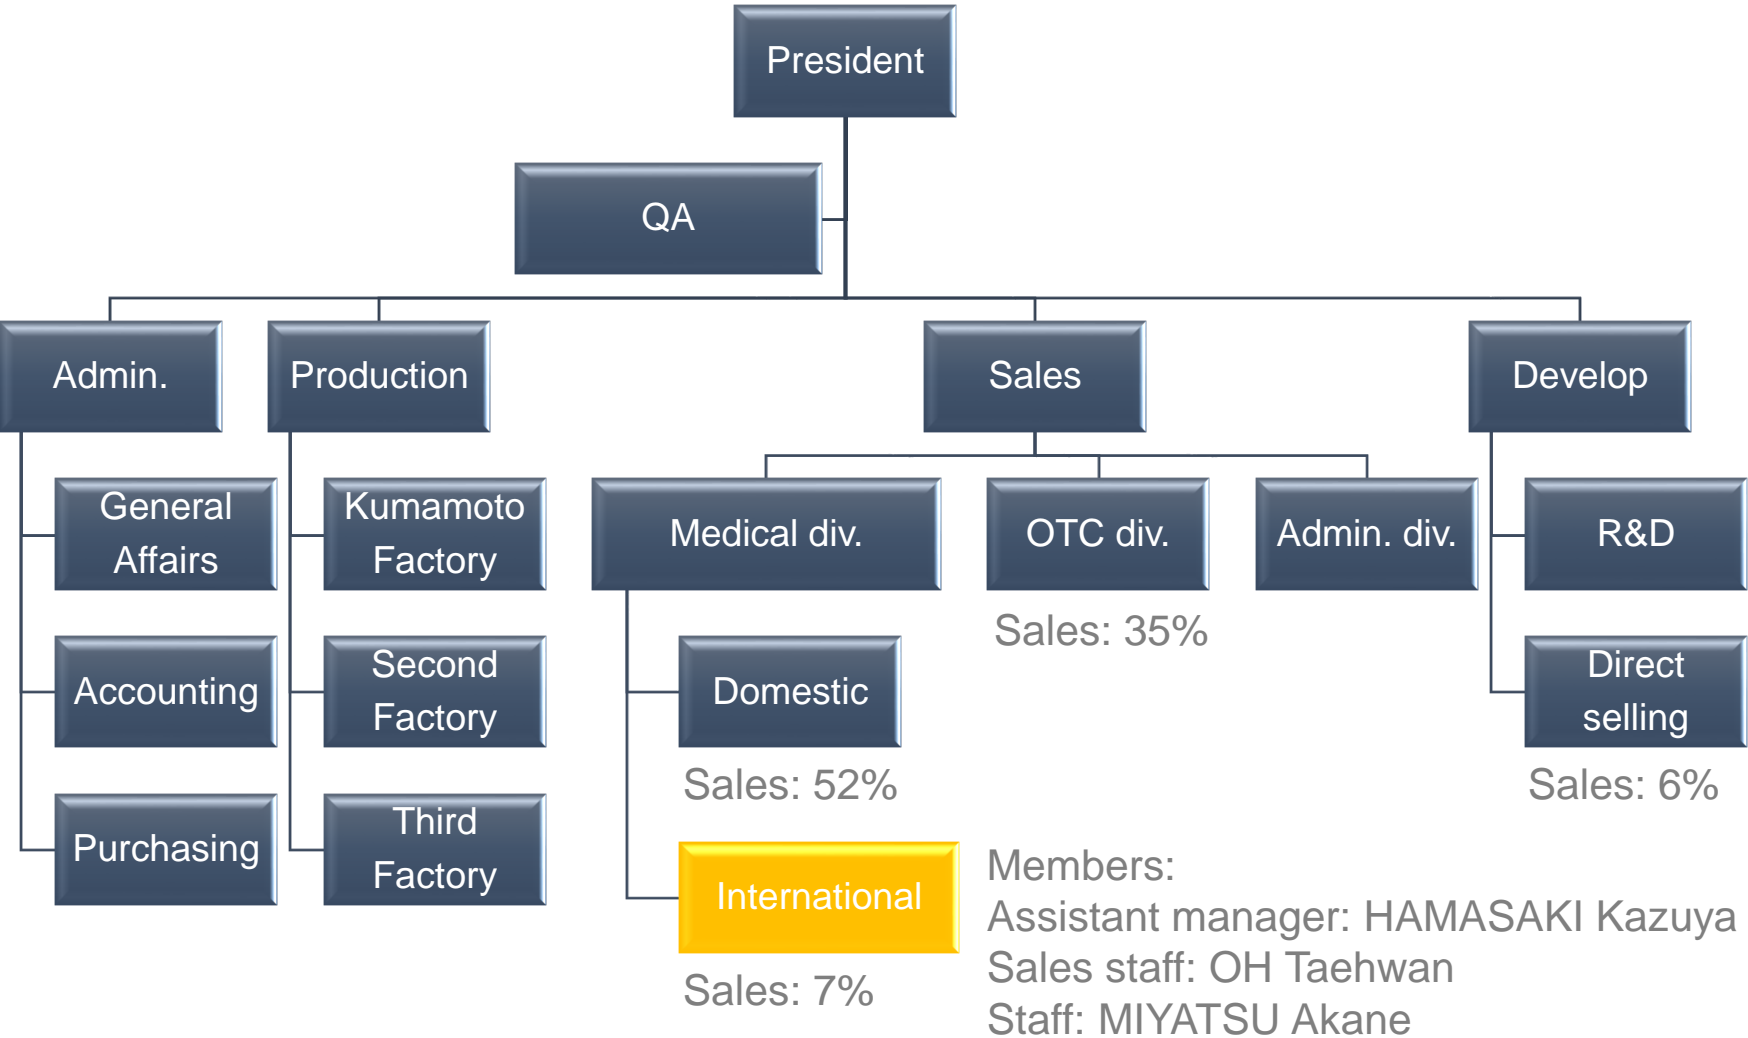 President
QA
Admin.
Production
Sales
Develop
General
Affairs
Kumamoto
Factory
Medical div.
OTC div.
Admin. div.
R&D
Sales: 35%
Accounting
Second
Factory
Domestic
Direct
selling
Sales: 52%
Sales: 6%
Purchasing
Third
Factory
International
Sales: 7%
Members:
Assistant manager: HAMASAKI Kazuya
Sales staff: OH Taehwan
Staff: MIYATSU Akane